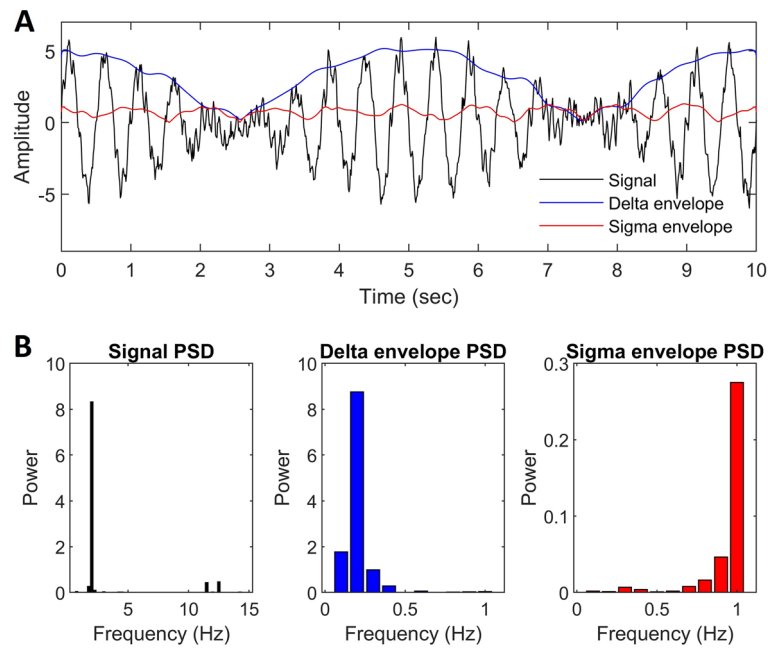 A
Amplitude
5
0
-5
Signal
Delta envelope
Sigma envelope
0 1 2 3 4 5 6 7 8 9 10
Time (sec)
B
Signal PSD
Power
10
8
6
4
2
0
5 10 15
Frequency (Hz)
Delta envelope PSD
Power
10
8
6
4
2
0
0 0.5 1
Frequency (Hz)
Sigma envelope PSD
Power
0.3
0.2
0.1
0
0 0.5 1
Frequency (Hz)